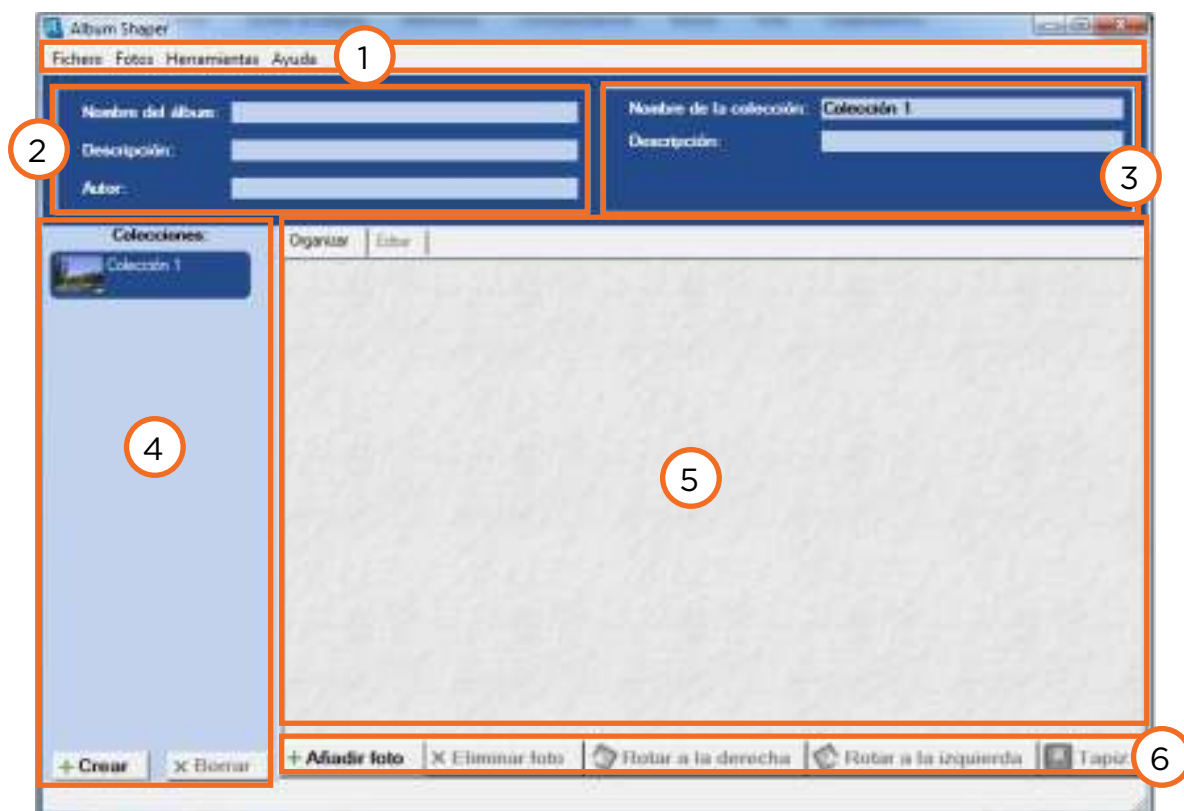 Album Shaper
Fichero Fotos Herramientas Ayuda
1
Nombre del álbum:
Descripción:
Autor:
2
Nombre de la colección: Colección 1
Descripción:
3
Colecciones:
Colección 1
4
+ Crear x Borrar
Organizar Editar
5
+ Añadir foto x Eliminar foto Rotar a la derecha Rotar a la izquierda Tapiz
6